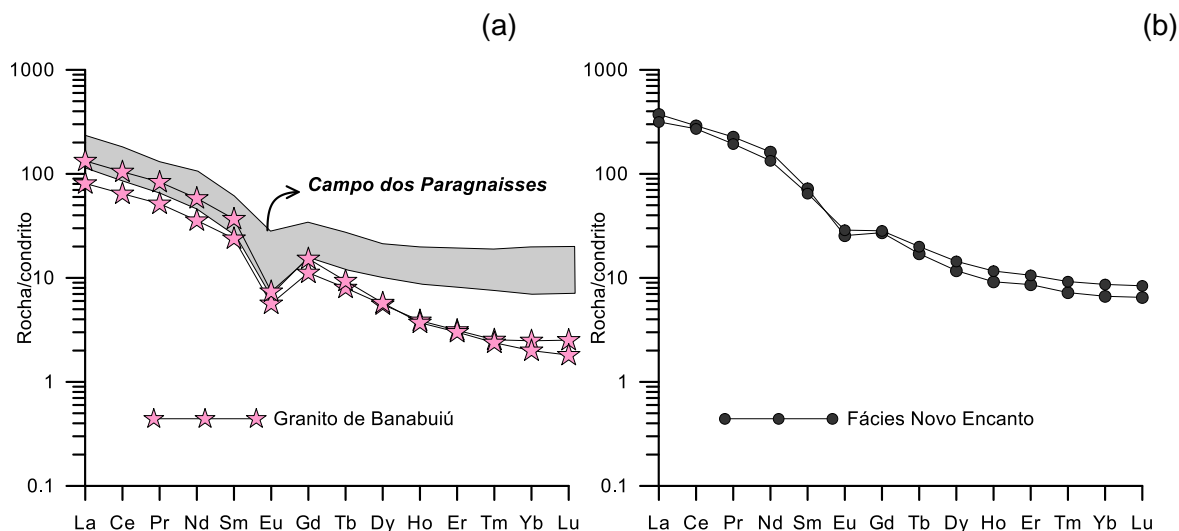 (a)
1000
100
10
1
0.1
Rocha/condrito
Campo dos Paragnaisses
Granito de Banabuiú
La Ce Pr Nd Sm Eu Gd Tb Dy Ho Er Tm Yb Lu
(b)
1000
100
10
1
0.1
Rocha/condrito
Fácies Novo Encanto
La Ce Pr Nd Sm Eu Gd Tb Dy Ho Er Tm Yb Lu